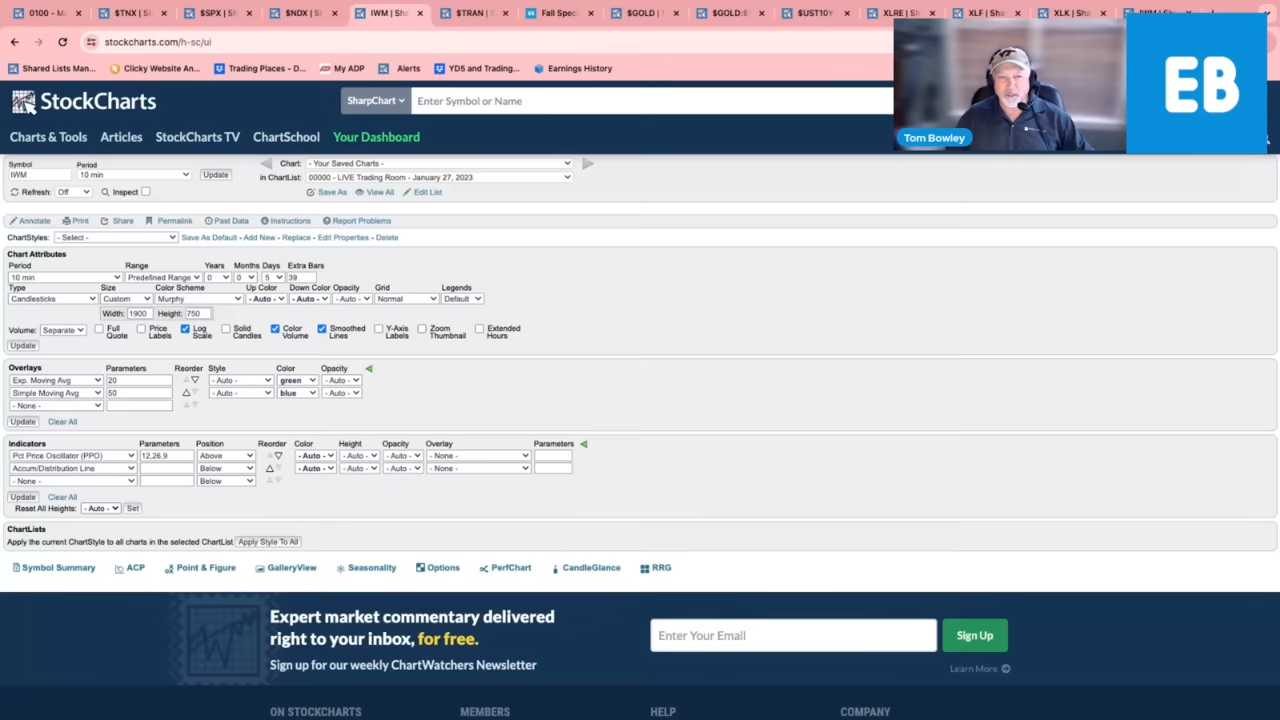 0100 - M
$TNX | S
$SPX | SH
$NDX | SH
IWM | Sha
$TRAN |
Fall Spec
$GOLD |
$GOLD:$
$UST10Y
XLRE | Sh
XLF | Sha
XLK | Sha
IWM | Sha
stockcharts.com/h-sc/ui
Shared Lists Man...
Clicky Website An...
Trading Places - D...
My ADP
Alerts
YD5 and Trading...
Earnings History
StockCharts
SharpChart
Enter Symbol or Name
EB
Tom Bowley
Charts & Tools Articles StockCharts TV ChartSchool Your Dashboard
Symbol Period
IWM 10 min Update
Refresh: Off Inspect
Chart: - Your Saved Charts -
in ChartList: 00000 - LIVE Trading Room - January 27, 2023
Save As View All Edit List
Annotate Print Share Permalink Past Data Instructions Report Problems
ChartStyles: - Select - Save As Default - Add New - Replace - Edit Properties - Delete
Chart Attributes
Period Range Years Months Days Extra Bars
10 min Predefined Range 0 0 5 39
Type Size Color Scheme Up Color Down Color Opacity Grid Legends
Candlesticks Custom Murphy - Auto - - Auto - - Auto - Normal Default
Width: 1900 Height: 750
Volume: Separate Full Quote Price Labels Log Scale Solid Candles Color Volume Smoothed Lines Y-Axis Labels Zoom Thumbnail Extended Hours
Update
Overlays Parameters Reorder Style Color Opacity
Exp. Moving Avg 20 - Auto - green - Auto -
Simple Moving Avg 50 - Auto - blue - Auto -
- None -
Update Clear All
Indicators Parameters Position Reorder Color Height Opacity Overlay Parameters
Pct Price Oscillator (PPO) 12,26,9 Above - Auto - - Auto - - Auto - - None -
Accum/Distribution Line Below - Auto - - Auto - - Auto - - None -
- None - Below
Update Clear All
Reset All Heights: - Auto - Set
ChartLists
Apply the current ChartStyle to all charts in the selected ChartList Apply Style To All
Symbol Summary ACP Point & Figure GalleryView Seasonality Options PerfChart CandleGlance RRG
Expert market commentary delivered
right to your inbox, for free.
Sign up for our weekly ChartWatchers Newsletter
Enter Your Email
Sign Up
Learn More
ON STOCKCHARTS MEMBERS HELP COMPANY